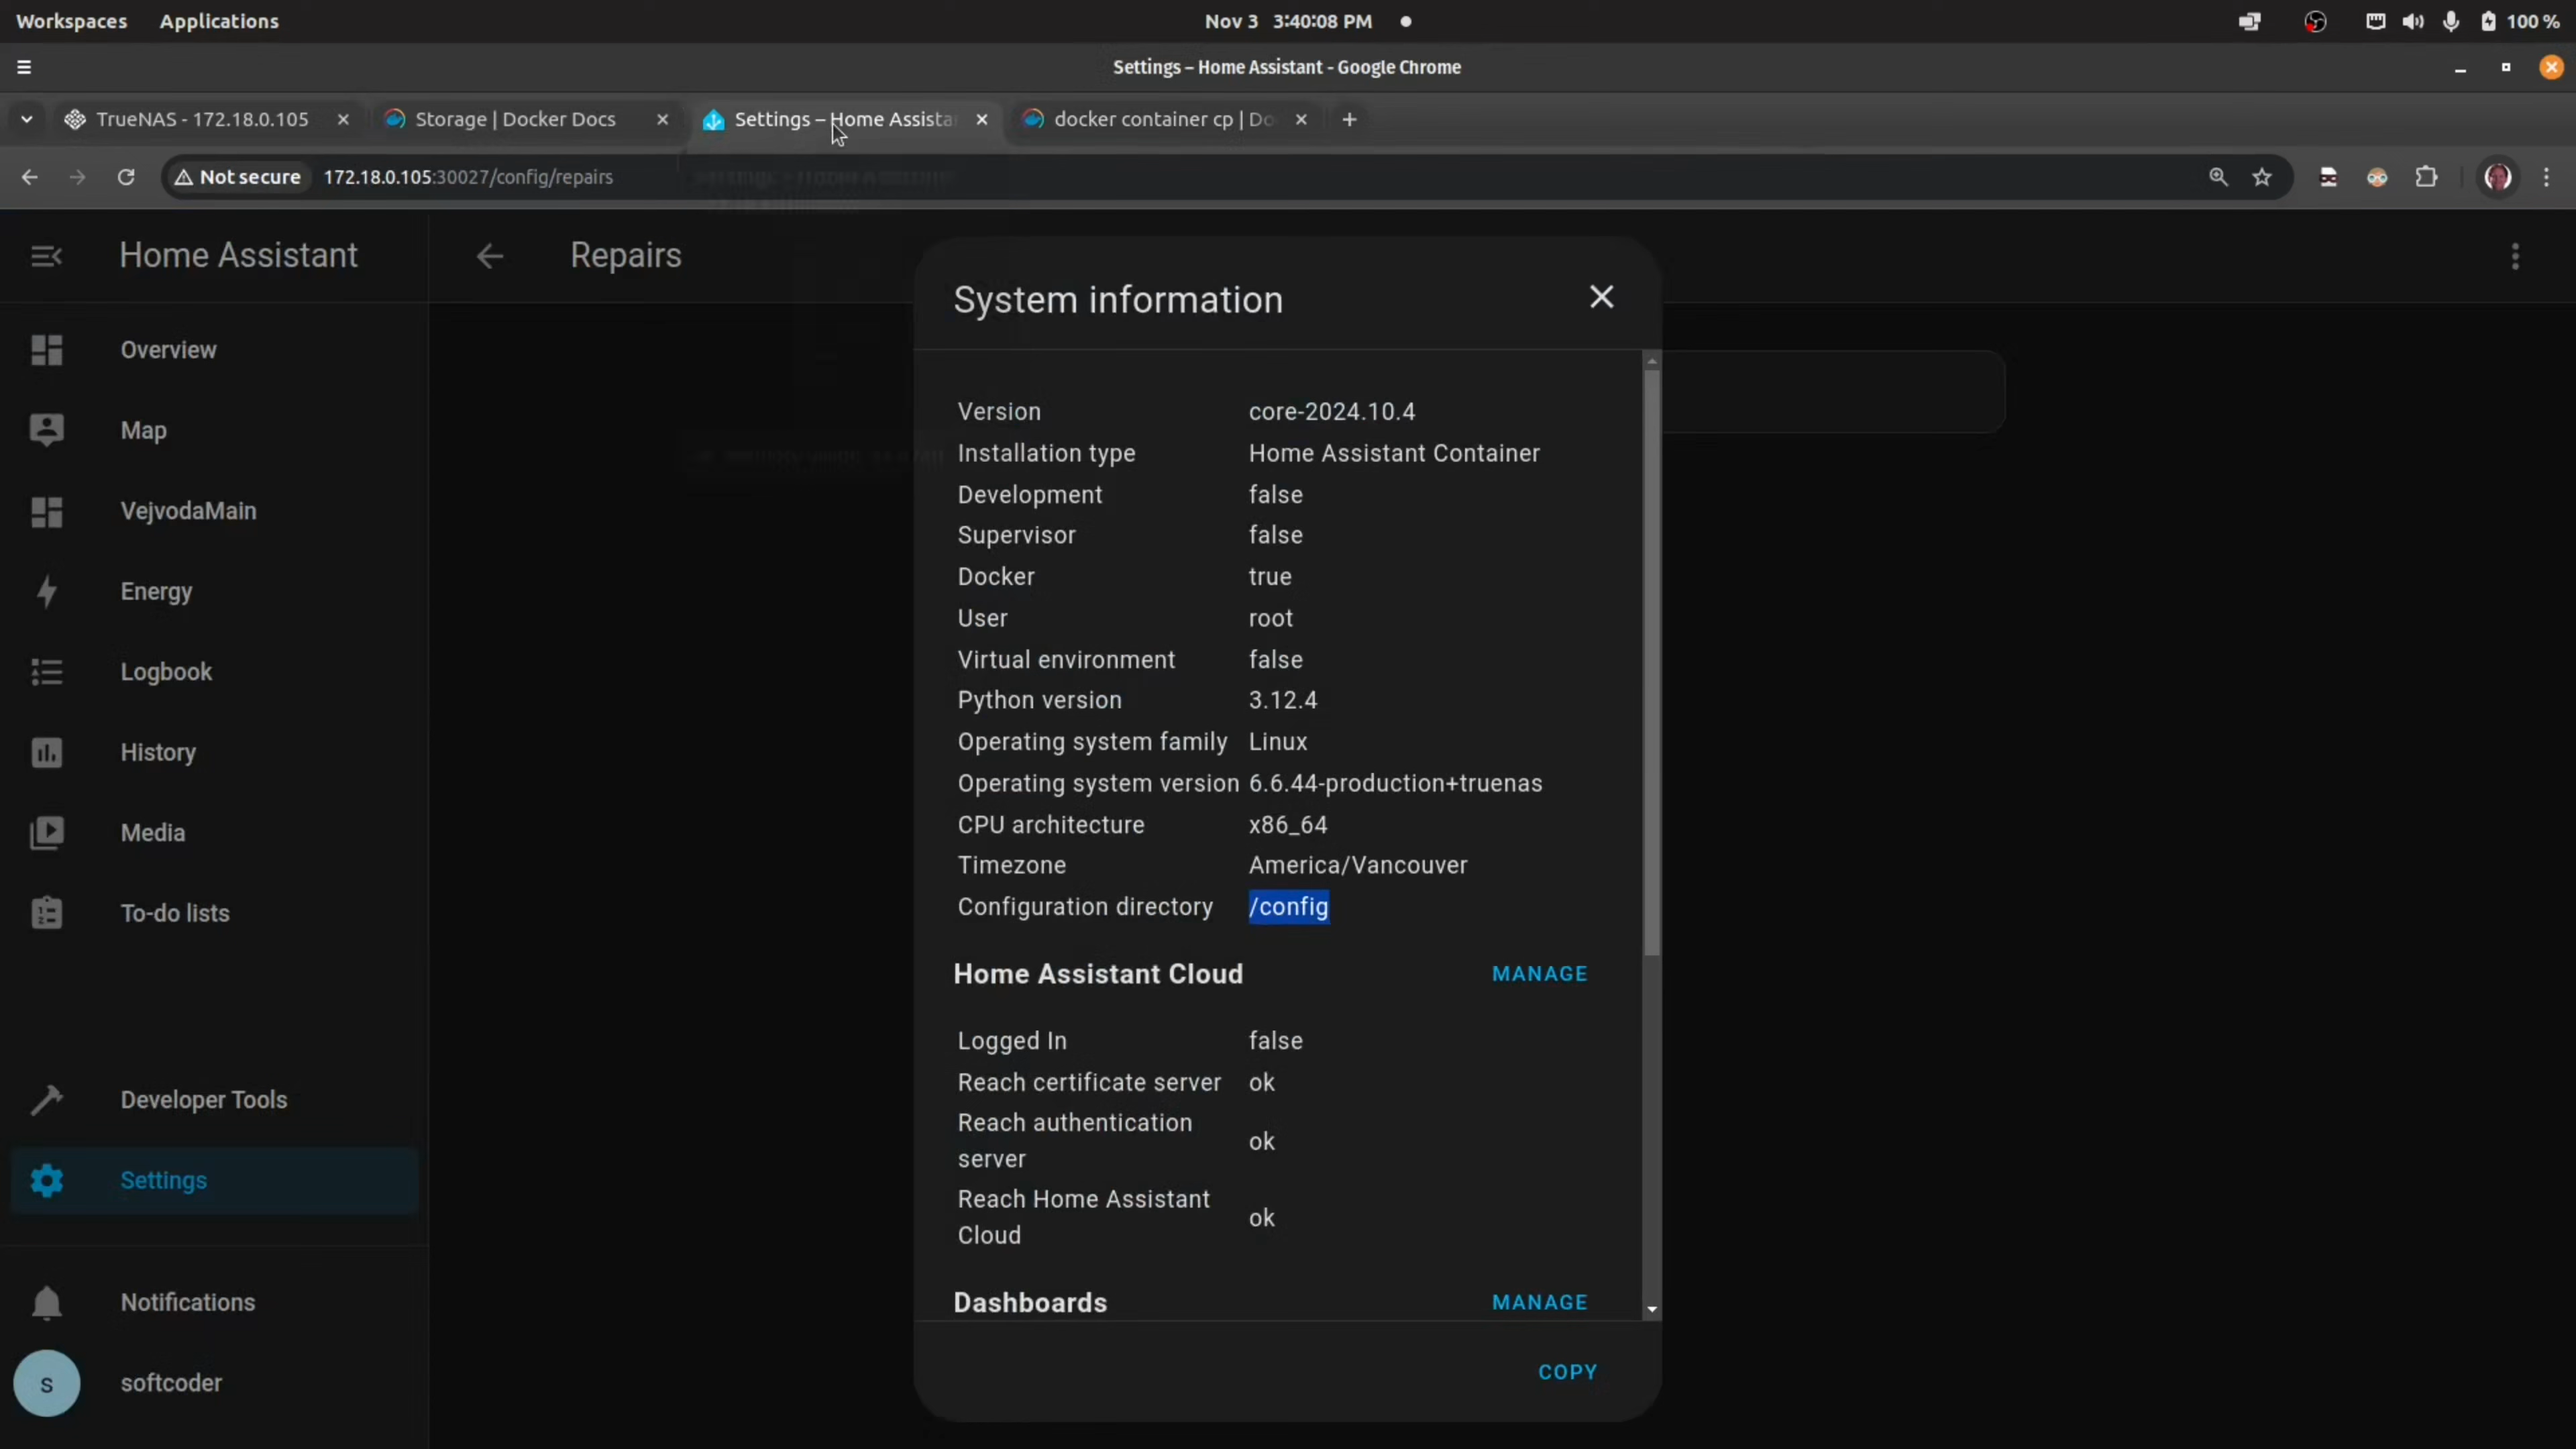 Workspaces Applications Nov 3 3:40:08 PM 100 %
Settings – Home Assistant - Google Chrome
TrueNAS - 172.18.0.105 Storage | Docker Docs Settings – Home Assista docker container cp | Do
Not secure 172.18.0.105:30027/config/repairs
Home Assistant Repairs
System information
Overview
Map
VejvodaMain
Energy
Logbook
History
Media
To-do lists
Developer Tools
Settings
Notifications
S softcoder
Version core-2024.10.4
Installation type Home Assistant Container
Development false
Supervisor false
Docker true
User root
Virtual environment false
Python version 3.12.4
Operating system family Linux
Operating system version 6.6.44-production+truenas
CPU architecture x86_64
Timezone America/Vancouver
Configuration directory /config
Home Assistant Cloud MANAGE
Logged In false
Reach certificate server ok
Reach authentication
server ok
Reach Home Assistant
Cloud ok
Dashboards MANAGE
COPY